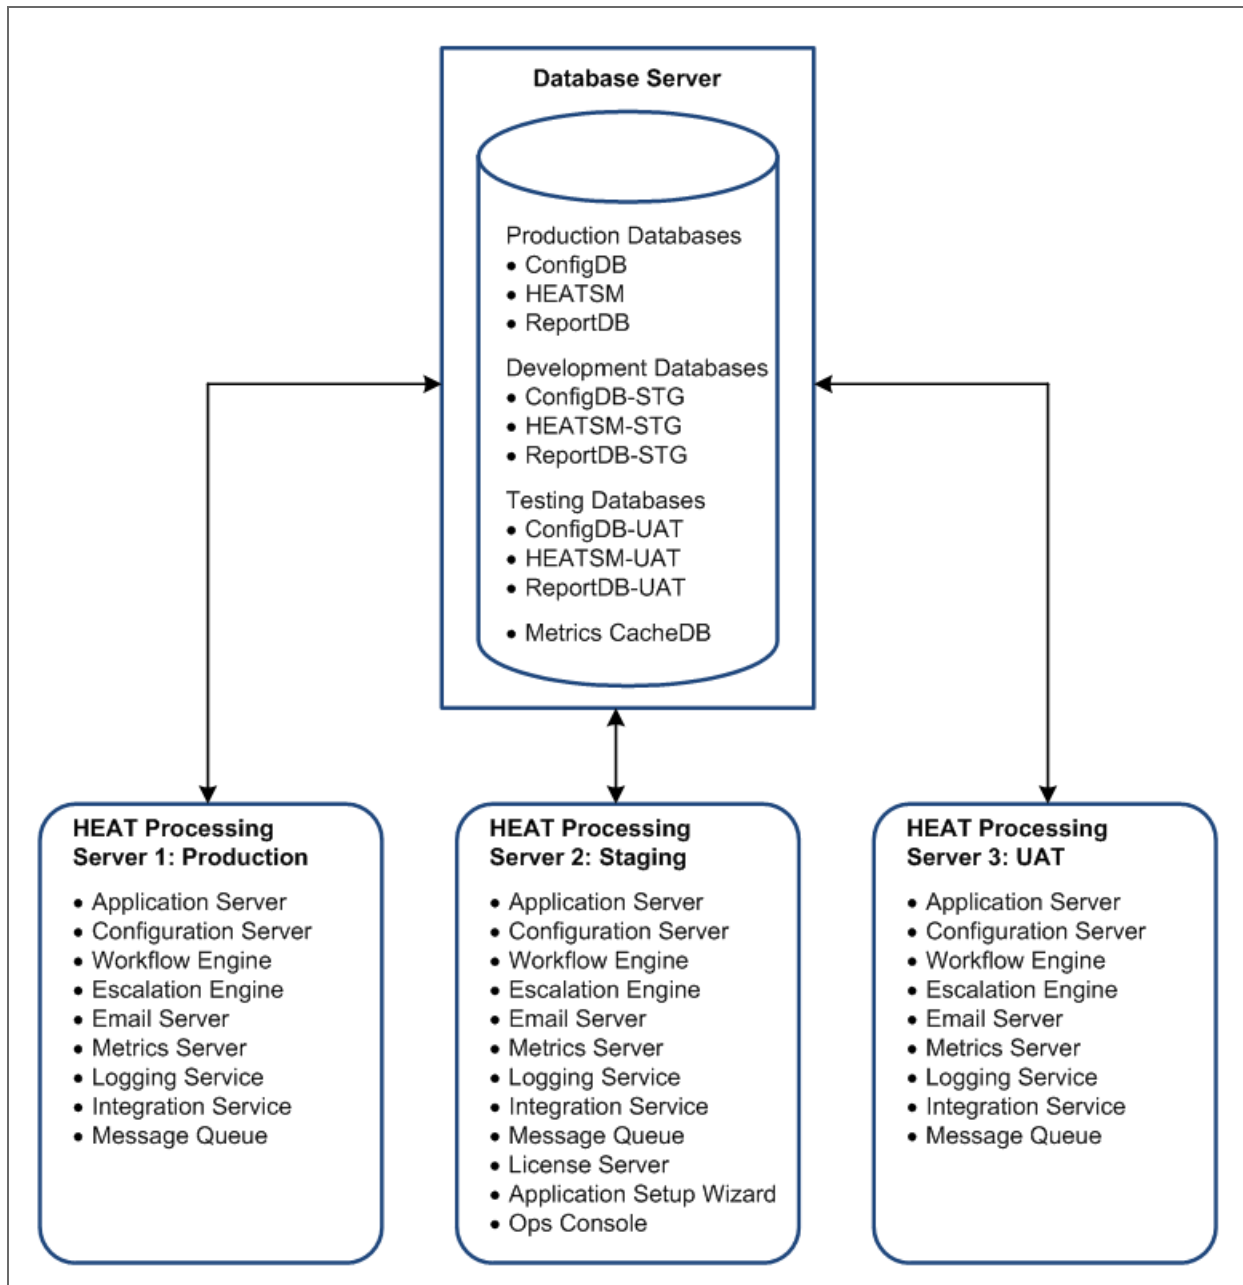 Database Server
Production Databases
• ConfigDB
• HEATSM
• ReportDB
Development Databases
• ConfigDB-STG
• HEATSM-STG
• ReportDB-STG
Testing Databases
• ConfigDB-UAT
• HEATSM-UAT
• ReportDB-UAT
• Metrics CacheDB
HEAT Processing
Server 1: Production
• Application Server
• Configuration Server
• Workflow Engine
• Escalation Engine
• Email Server
• Metrics Server
• Logging Service
• Integration Service
• Message Queue
HEAT Processing
Server 2: Staging
• Application Server
• Configuration Server
• Workflow Engine
• Escalation Engine
• Email Server
• Metrics Server
• Logging Service
• Integration Service
• Message Queue
• License Server
• Application Setup Wizard
• Ops Console
HEAT Processing
Server 3: UAT
• Application Server
• Configuration Server
• Workflow Engine
• Escalation Engine
• Email Server
• Metrics Server
• Logging Service
• Integration Service
• Message Queue